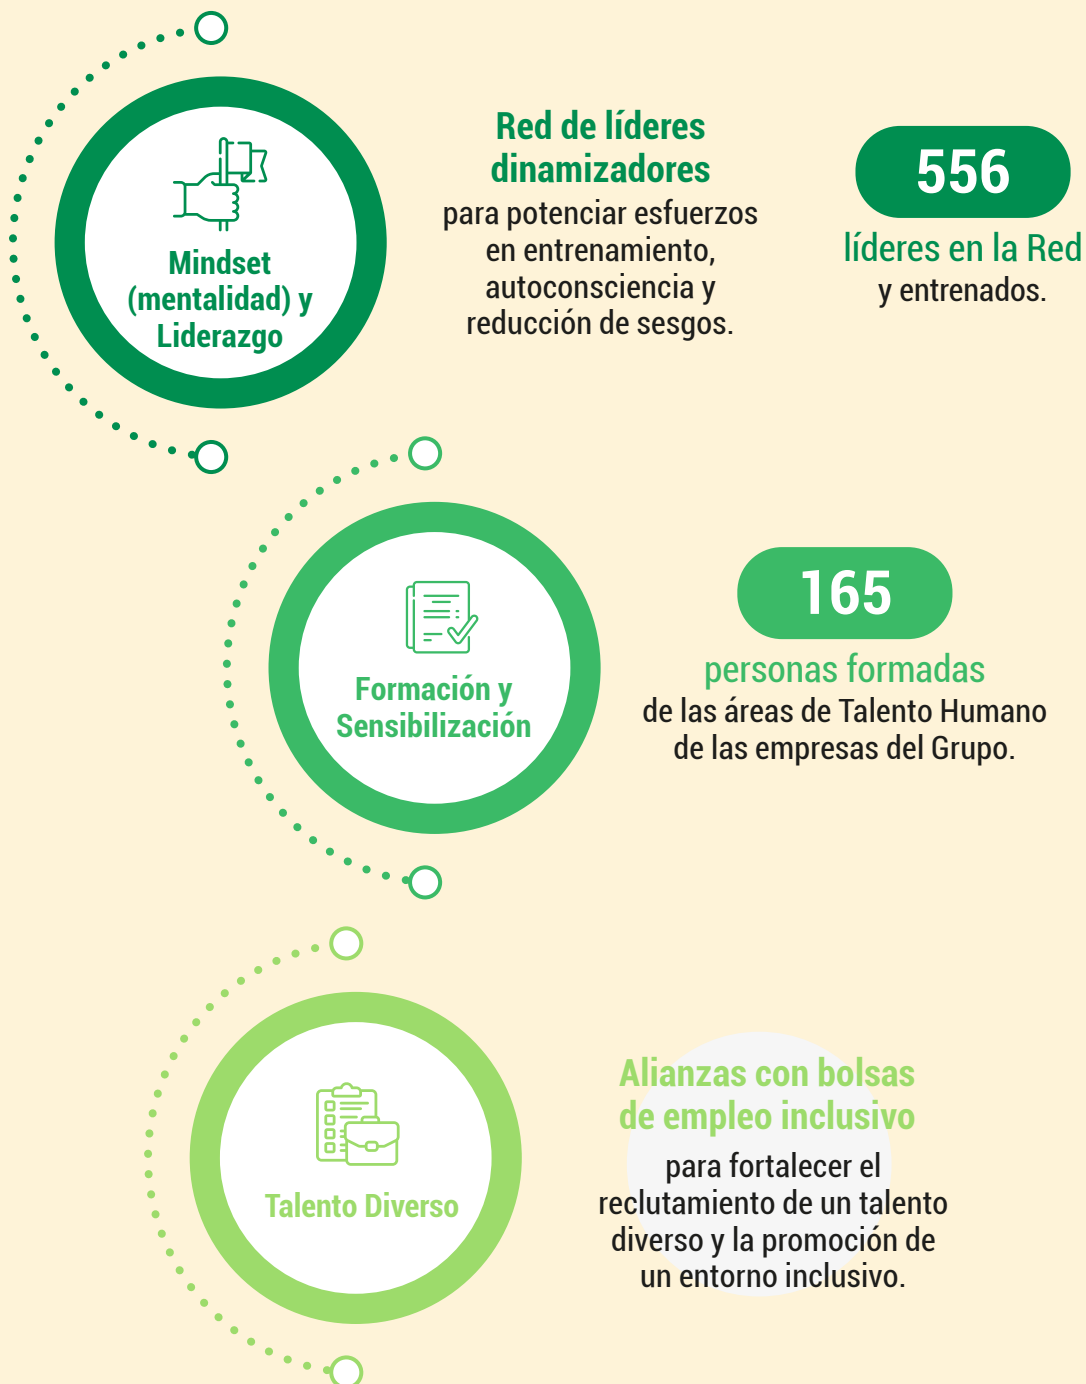 Mindset
(mentalidad) y
Liderazgo
Red de líderes
dinamizadores
para potenciar esfuerzos
en entrenamiento,
autoconsciencia y
reducción de sesgos.
556
líderes en la Red
y entrenados.
Formación y
Sensibilización
165
personas formadas
de las áreas de Talento Humano
de las empresas del Grupo.
Talento Diverso
Alianzas con bolsas
de empleo inclusivo
para fortalecer el
reclutamiento de un talento
diverso y la promoción de
un entorno inclusivo.